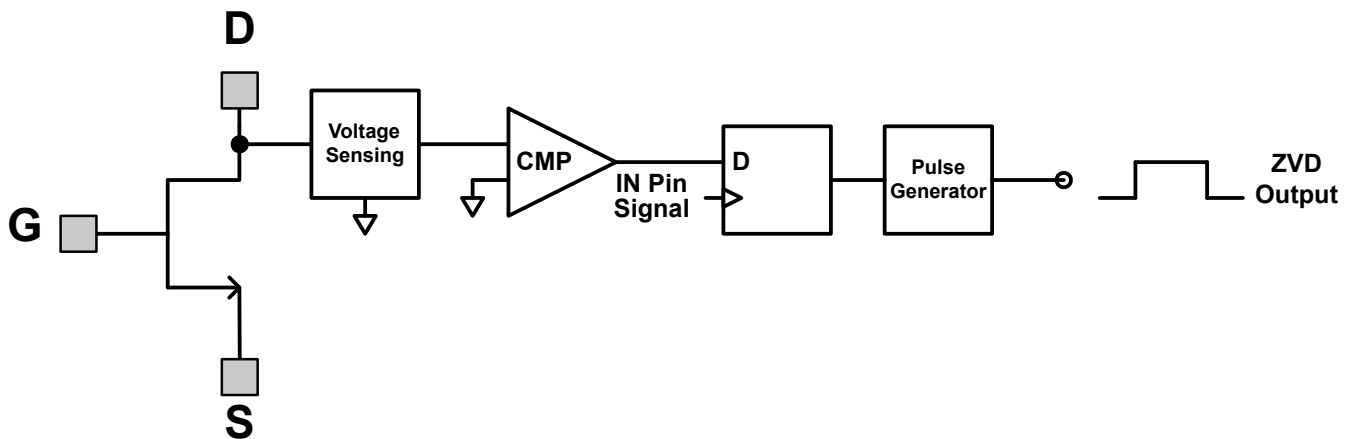 D
G
S
Voltage
Sensing
CMP
IN Pin
Signal
D
Pulse
Generator
ZVD
Output